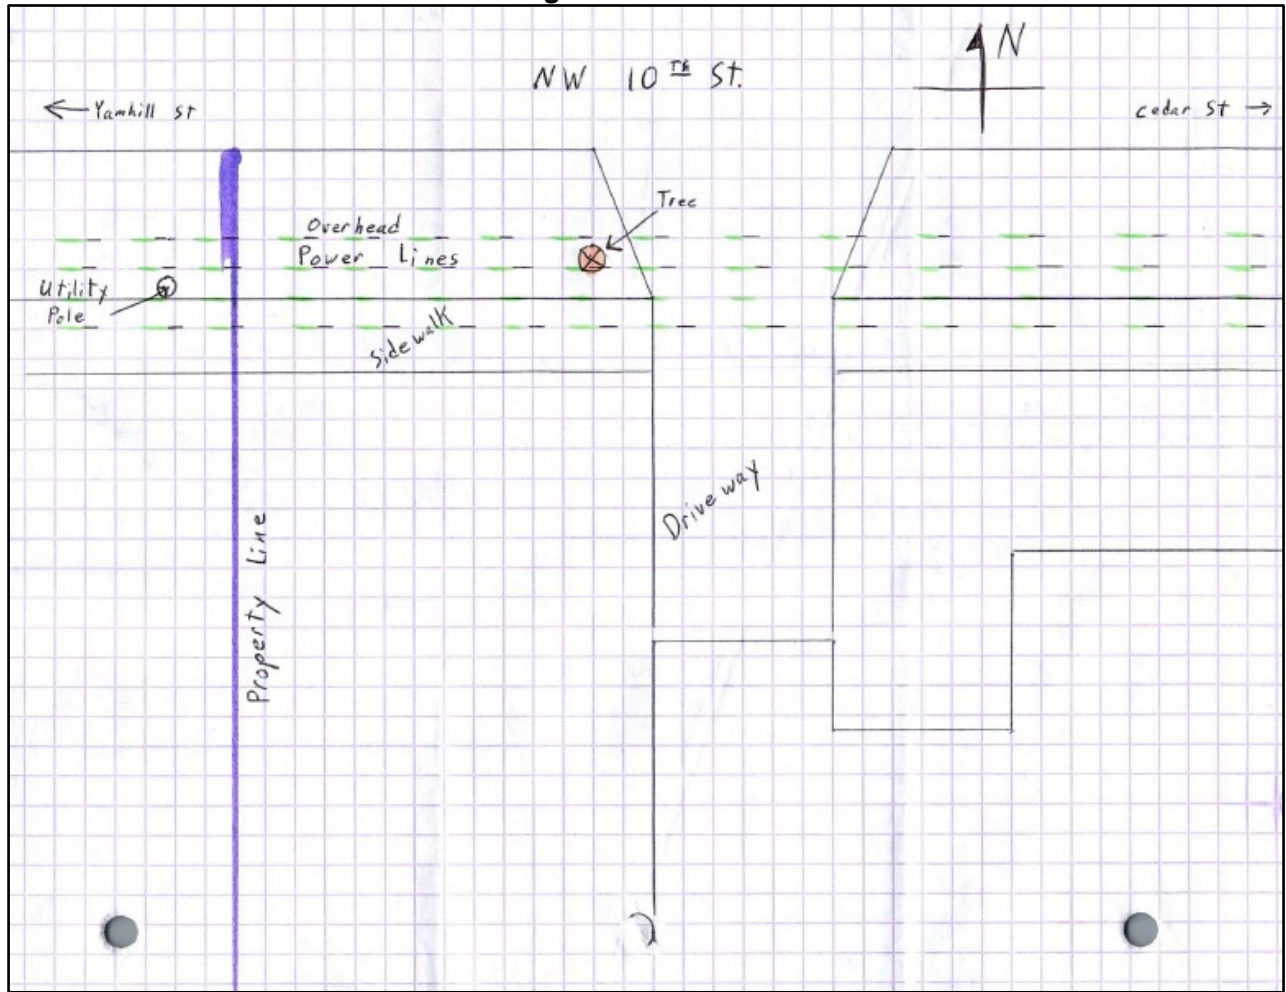 NW 10TH St.
N
← Yamhill St
Cedar St →
Tree
Overhead
Power Lines
Utility
Pole
Sidewalk
Driveway
Property Line